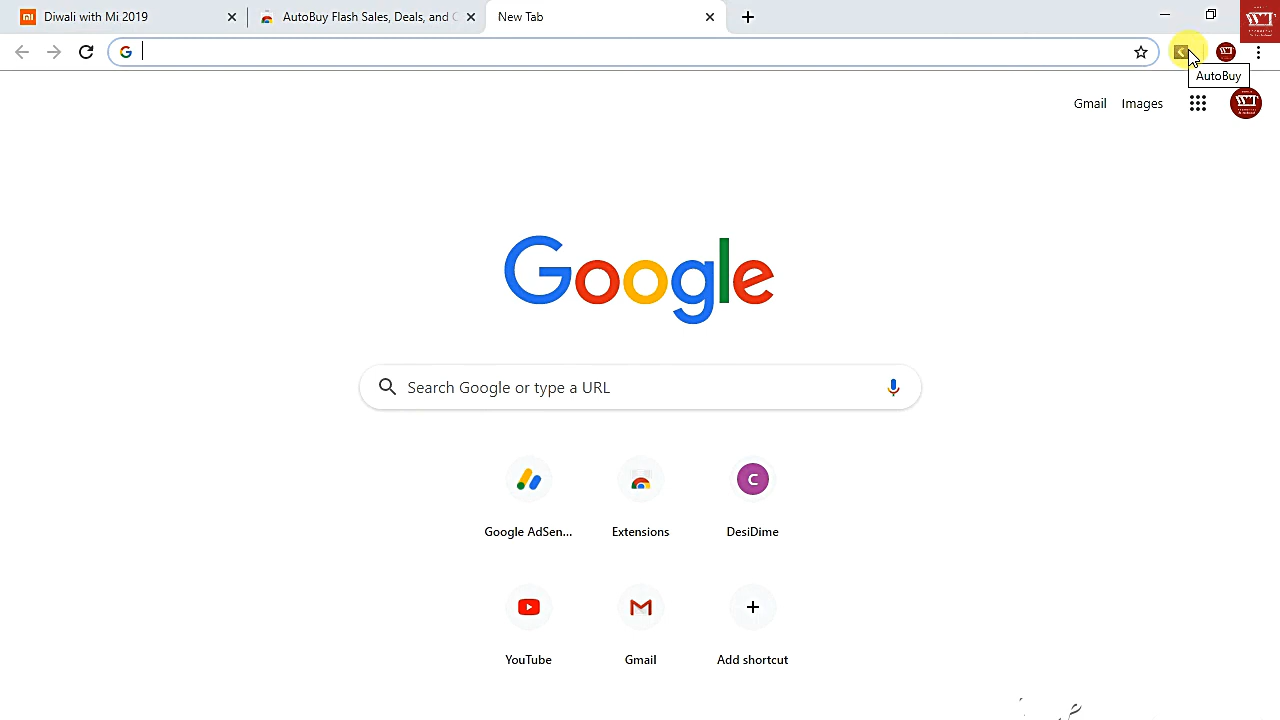 Diwali with Mi 2019
AutoBuy Flash Sales, Deals, and C
New Tab
AutoBuy
Gmail
Images
Google
Search Google or type a URL
Google AdSen...
Extensions
C
DesiDime
YouTube
Gmail
Add shortcut